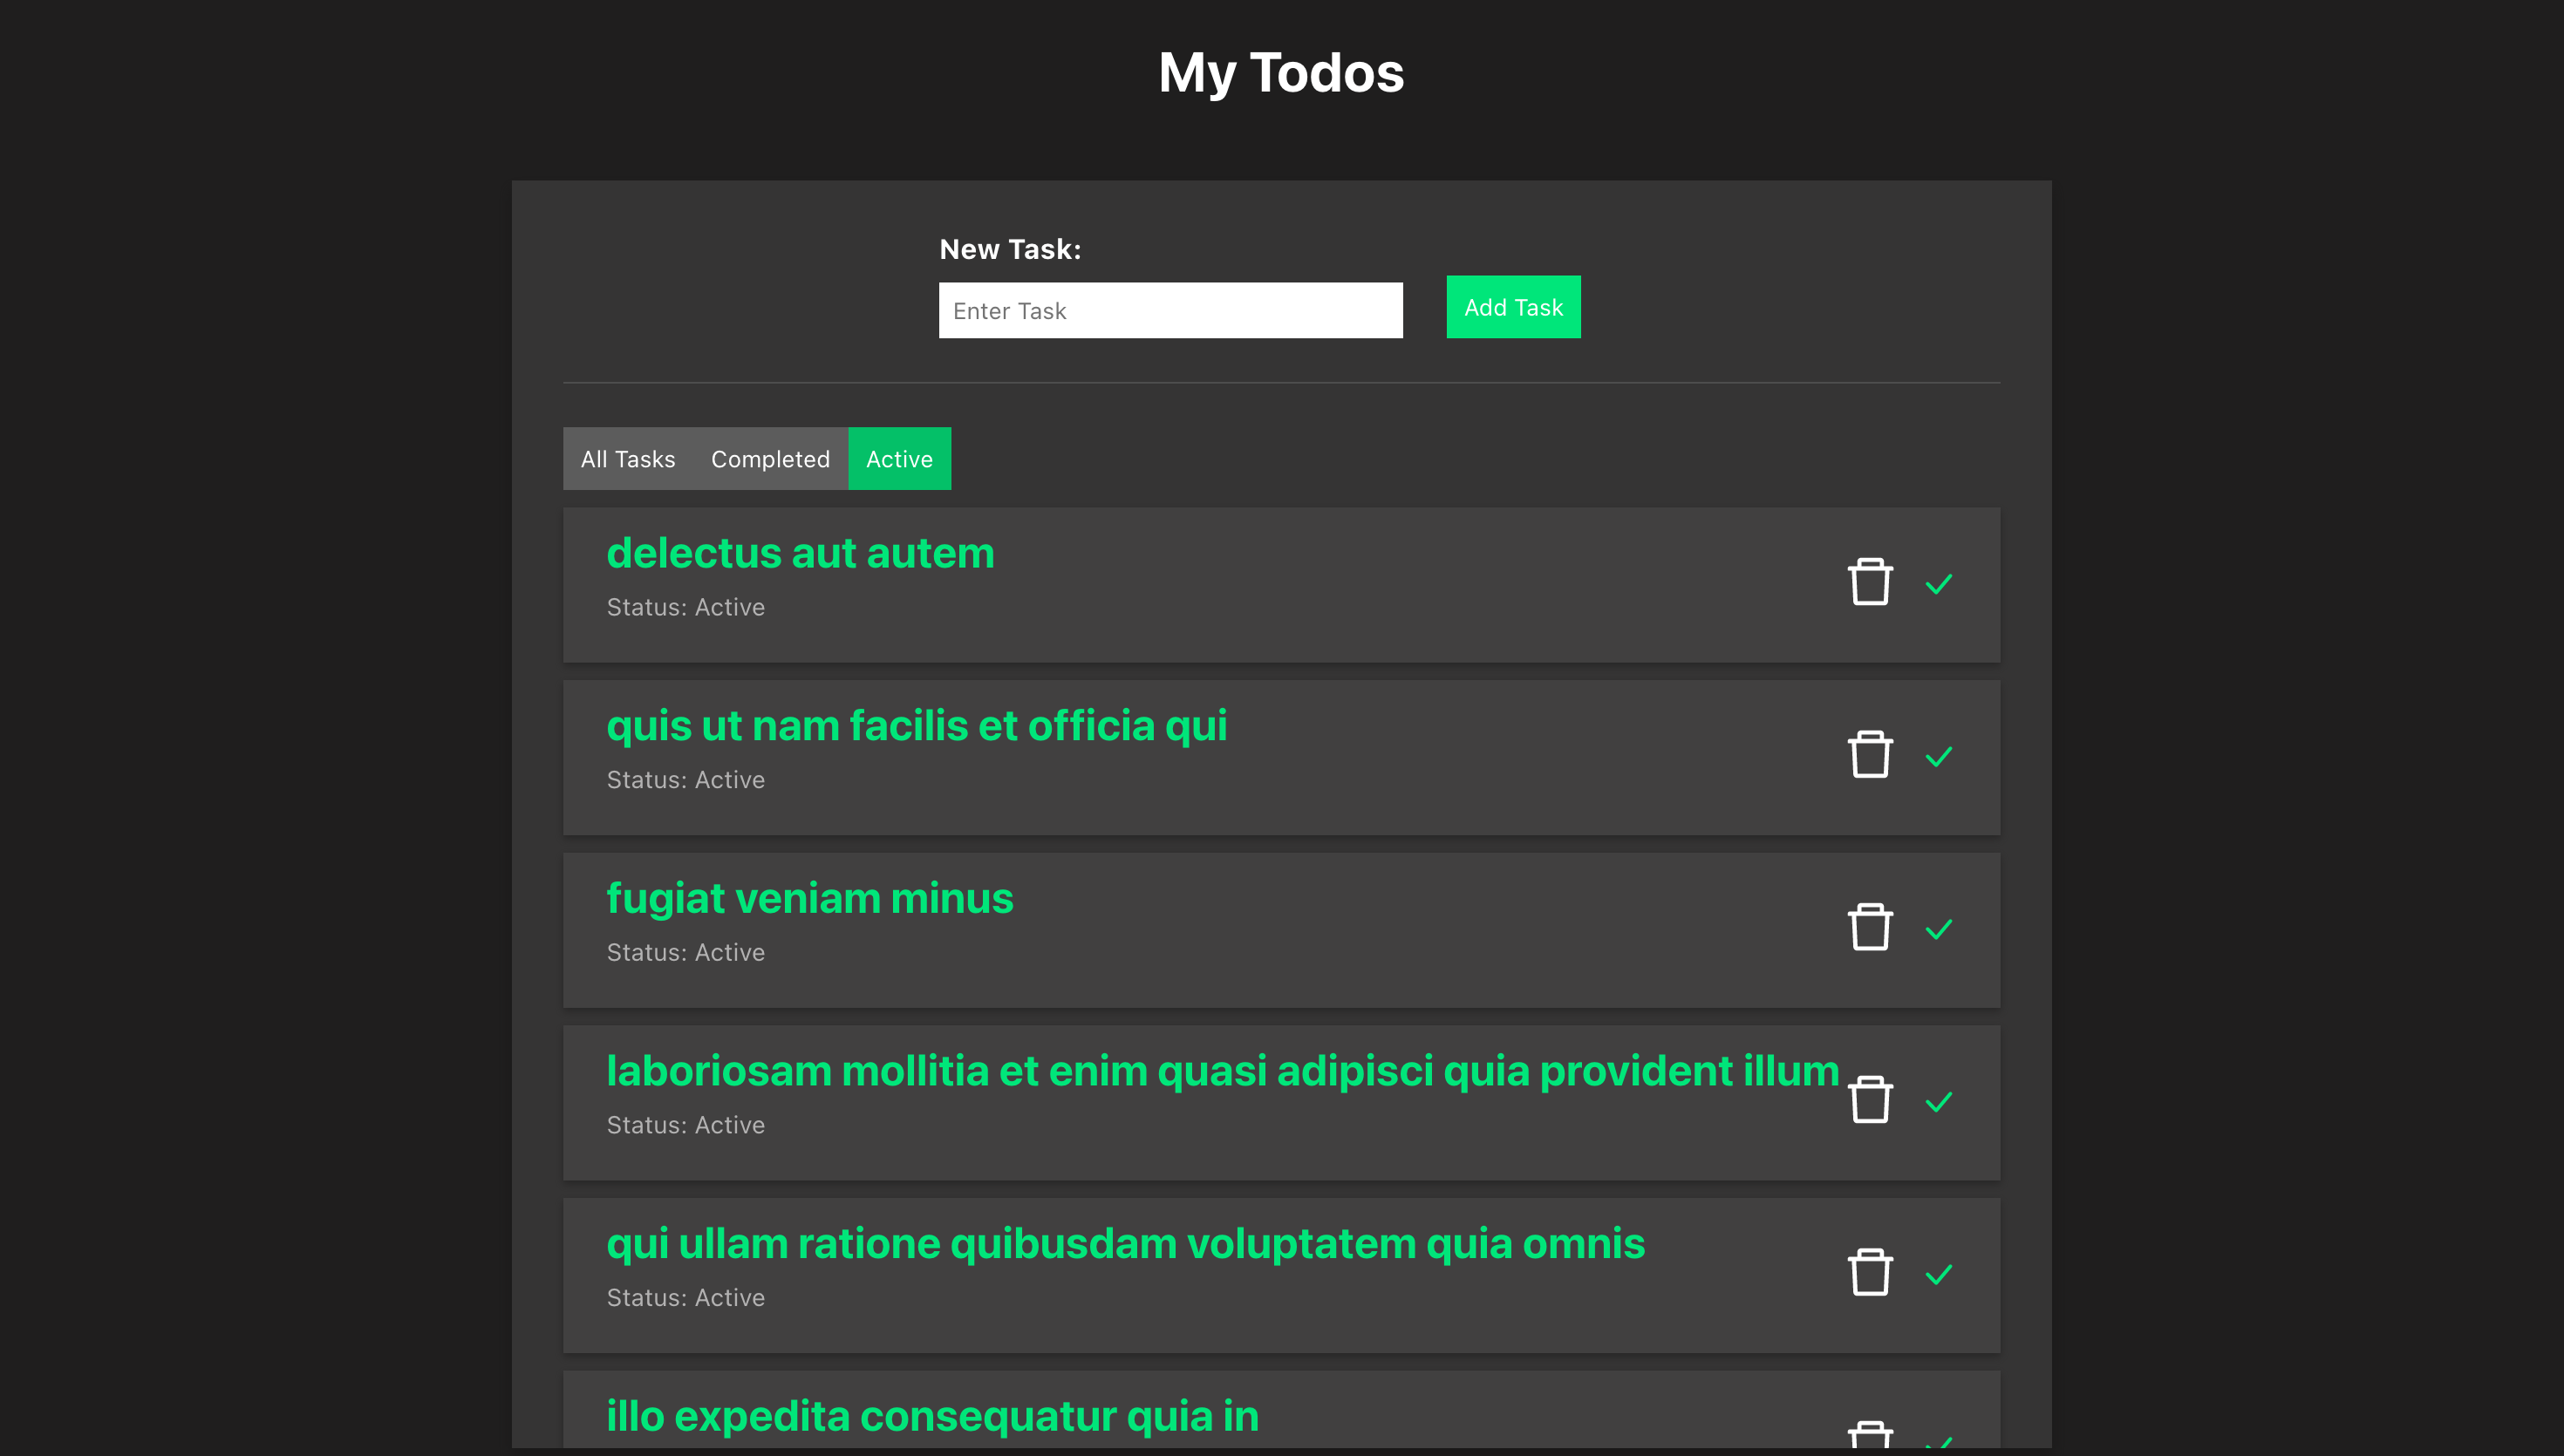 My Todos
New Task:
Enter Task
Add Task
All Tasks
Completed
Active
delectus aut autem
Status: Active
quis ut nam facilis et officia qui
Status: Active
fugiat veniam minus
Status: Active
laboriosam mollitia et enim quasi adipisci quia provident illum
Status: Active
qui ullam ratione quibusdam voluptatem quia omnis
Status: Active
illo expedita consequatur quia in